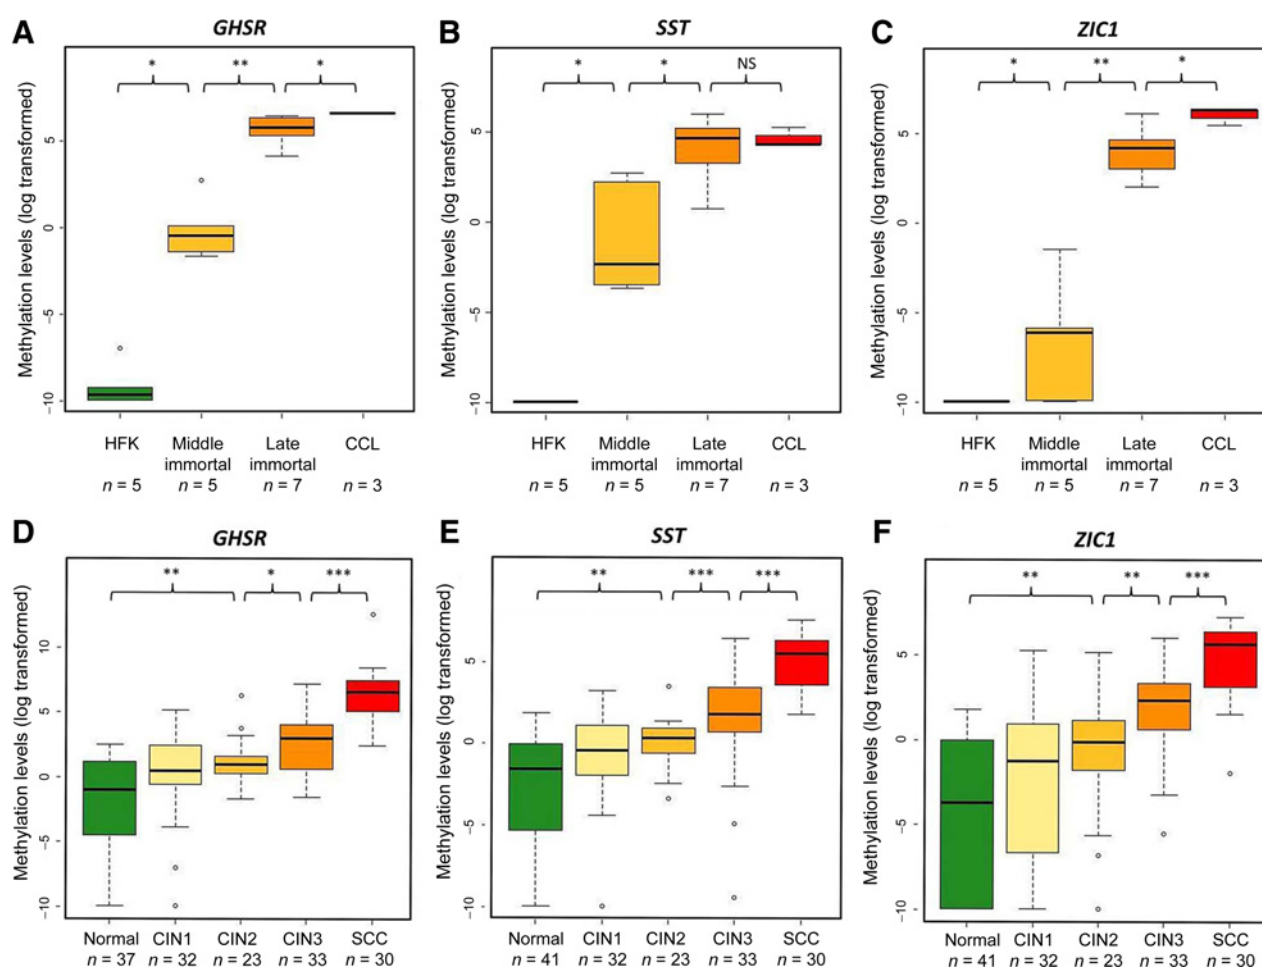 A GHSR
Methylation levels (log transformed)
5
0
−5
−10
* ** *
HFK Middle immortal Late immortal CCL
n = 5 n = 5 n = 7 n = 3
B SST
Methylation levels (log transformed)
5
0
−5
−10
* * NS
HFK Middle immortal Late immortal CCL
n = 5 n = 5 n = 7 n = 3
C ZIC1
Methylation levels (log transformed)
5
0
−5
−10
* ** *
HFK Middle immortal Late immortal CCL
n = 5 n = 5 n = 7 n = 3
D GHSR
Methylation levels (log transformed)
10
5
0
−5
−10
** * ***
Normal CIN1 CIN2 CIN3 SCC
n = 37 n = 32 n = 23 n = 33 n = 30
E SST
Methylation levels (log transformed)
5
0
−5
−10
** *** ***
Normal CIN1 CIN2 CIN3 SCC
n = 41 n = 32 n = 23 n = 33 n = 30
F ZIC1
Methylation levels (log transformed)
5
0
−5
−10
** ** ***
Normal CIN1 CIN2 CIN3 SCC
n = 41 n = 32 n = 23 n = 33 n = 30